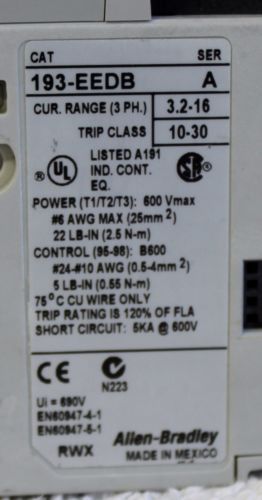 CAT SER
193-EEDB A
CUR. RANGE (3 PH.) 3.2-16
TRIP CLASS 10-30
LISTED A191
IND. CONT.
EQ.
POWER (T1/T2/T3): 600 Vmax
#6 AWG MAX (25mm²)
22 LB-IN (2.5 N-m)
CONTROL (95-98): B600
#24-#10 AWG (0.5-4mm²)
5 LB-IN (0.55 N-m)
75°C CU WIRE ONLY
TRIP RATING IS 120% OF FLA
SHORT CIRCUIT: 5KA @ 600V
CE
N223
Ui = 690V
EN60947-4-1
EN60947-5-1
RWX Allen-Bradley
MADE IN MEXICO